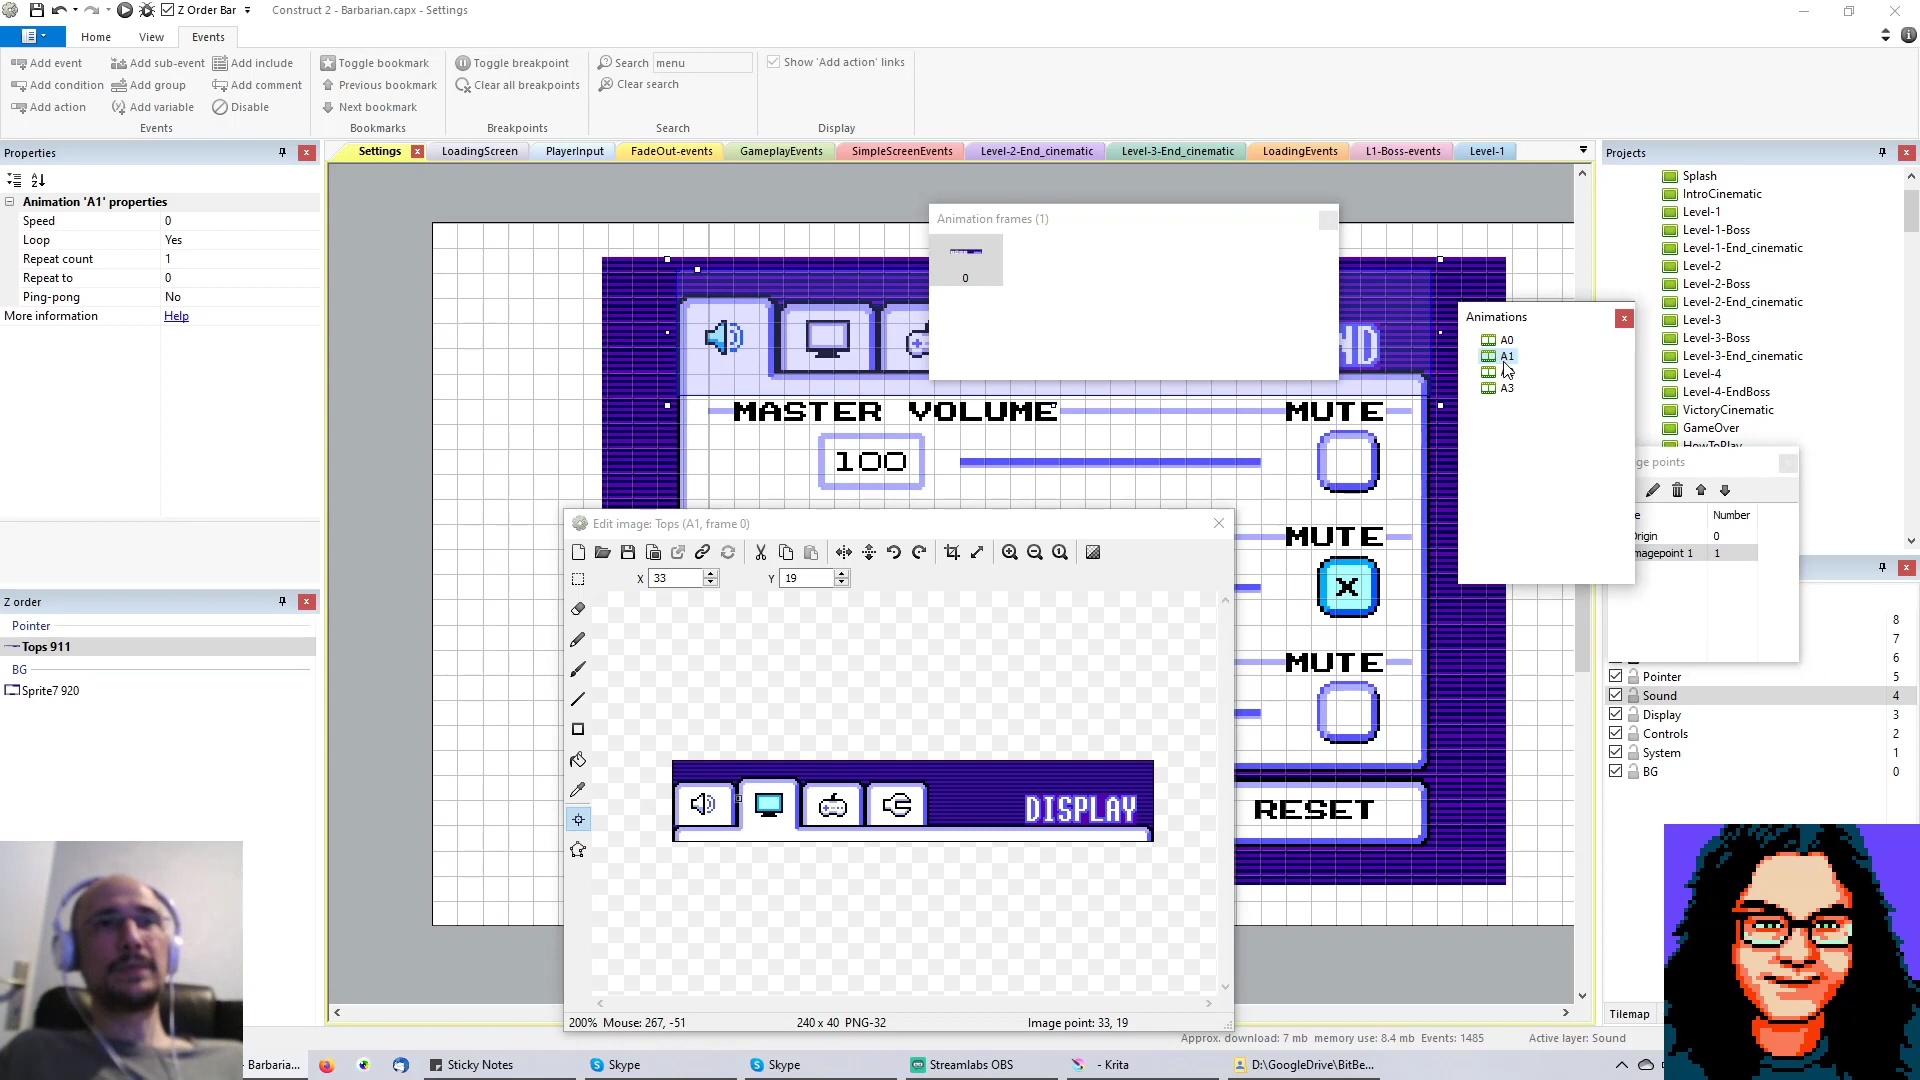 Z Order Bar
Construct 2 - Barbarian.capx - Settings
Home
View
Events
Add event
Add sub-event
Add include
Add condition
Add group
Add comment
Add action
Add variable
Disable
Events
Toggle bookmark
Previous bookmark
Next bookmark
Bookmarks
Toggle breakpoint
Clear all breakpoints
Breakpoints
Search
menu
Clear search
Search
Show 'Add action' links
Display
Properties
Animation 'A1' properties
Speed 0
Loop Yes
Repeat count 1
Repeat to 0
Ping-pong No
More information Help
Z order
Pointer
Tops 911
BG
Sprite7 920
Settings
LoadingScreen
PlayerInput
FadeOut-events
GameplayEvents
SimpleScreenEvents
Level-2-End_cinematic
Level-3-End_cinematic
LoadingEvents
L1-Boss-events
Level-1
Animation frames (1)
0
MASTER VOLUME
MUTE
100
MUTE
X
MUTE
RESET
Animations
A0
A1
A3
Edit image: Tops (A1, frame 0)
X 33
Y 19
DISPLAY
200% Mouse: 267, -51
240 x 40 PNG-32
Image point: 33, 19
Projects
Splash
IntroCinematic
Level-1
Level-1-Boss
Level-1-End_cinematic
Level-2
Level-2-Boss
Level-2-End_cinematic
Level-3
Level-3-Boss
Level-3-End_cinematic
Level-4
Level-4-EndBoss
VictoryCinematic
GameOver
HowToPlay
ge points
e
Number
Origin 0
magepoint 1 1
8
7
6
Pointer 5
Sound 4
Display 3
Controls 2
System 1
BG 0
Tilemap
Approx. download: 7 mb memory use: 8.4 mb Events: 1485
Active layer: Sound
Barbaria...
Sticky Notes
Skype
Skype
Streamlabs OBS
- Krita
D:\GoogleDrive\BitBe...